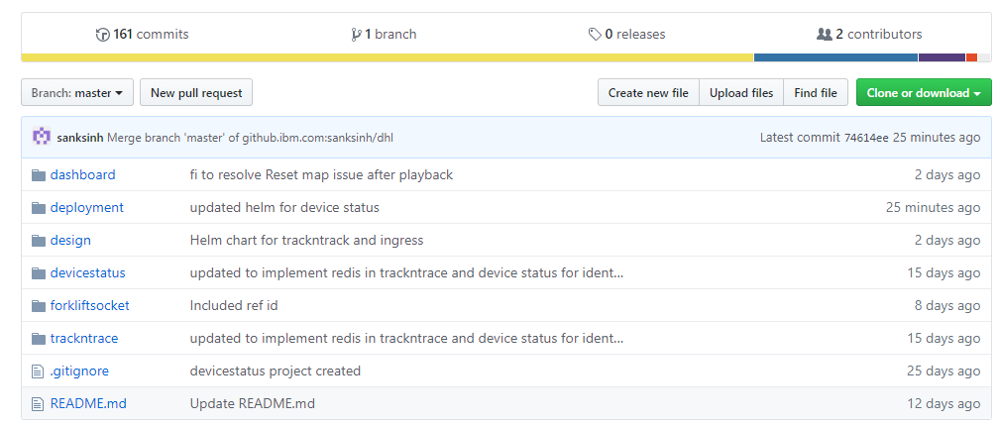 161 commits 1 branch 0 releases 2 contributors
Branch: master New pull request Create new file Upload files Find file Clone or download
sanksinh Merge branch 'master' of github.ibm.com:sanksinh/dhl Latest commit 74614ee 25 minutes ago
dashboard fi to resolve Reset map issue after playback 2 days ago
deployment updated helm for device status 25 minutes ago
design Helm chart for trackntrack and ingress 2 days ago
devicestatus updated to implement redis in trackntrace and device status for ident... 15 days ago
forkliftsocket Included ref id 8 days ago
trackntrace updated to implement redis in trackntrace and device status for ident... 15 days ago
.gitignore devicestatus project created 25 days ago
README.md Update README.md 12 days ago